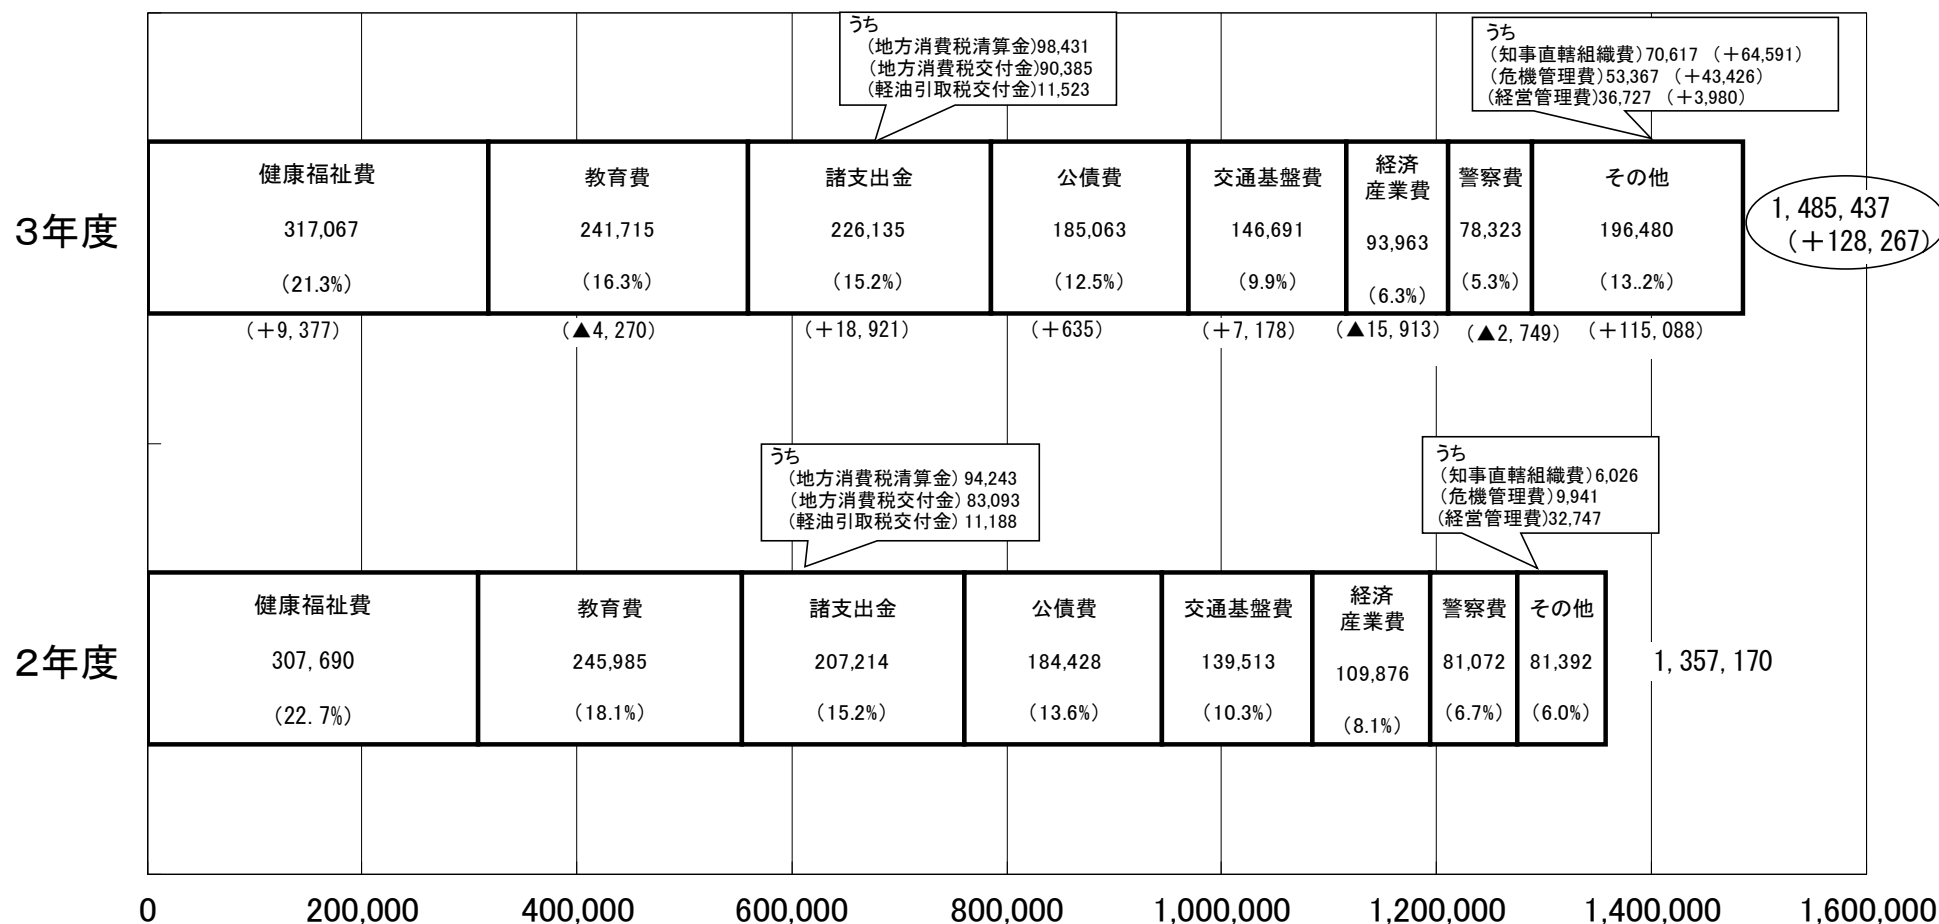 うち
(地方消費税清算金)98,431
(地方消費税交付金)90,385
(軽油引取税交付金)11,523
うち
(知事直轄組織費)70,617 (＋64,591)
(危機管理費)53,367 (＋43,426)
(経営管理費)36,727 (＋3,980)
3年度
健康福祉費
317,067
(21.3%)
教育費
241,715
(16.3%)
諸支出金
226,135
(15.2%)
公債費
185,063
(12.5%)
交通基盤費
146,691
(9.9%)
経済
産業費
93,963
(6.3%)
警察費
78,323
(5.3%)
その他
196,480
(13..2%)
1,485,437
(＋128,267)
(＋9,377)
(▲4,270)
(＋18,921)
(＋635)
(＋7,178)
(▲15,913)
(▲2,749)
(＋115,088)
うち
(地方消費税清算金) 94,243
(地方消費税交付金) 83,093
(軽油引取税交付金) 11,188
うち
(知事直轄組織費)6,026
(危機管理費)9,941
(経営管理費)32,747
2年度
健康福祉費
307,690
(22.7%)
教育費
245,985
(18.1%)
諸支出金
207,214
(15.2%)
公債費
184,428
(13.6%)
交通基盤費
139,513
(10.3%)
経済
産業費
109,876
(8.1%)
警察費
81,072
(6.7%)
その他
81,392
(6.0%)
1,357,170
0
200,000
400,000
600,000
800,000
1,000,000
1,200,000
1,400,000
1,600,000